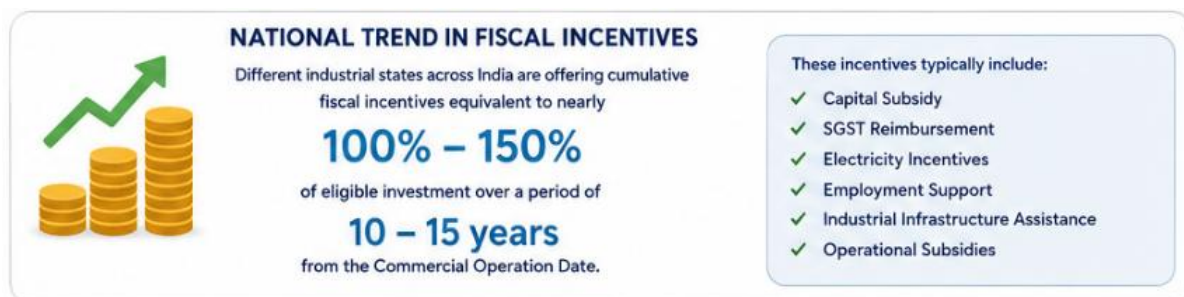 NATIONAL TREND IN FISCAL INCENTIVES
Different industrial states across India are offering cumulative
fiscal incentives equivalent to nearly
100% – 150%
of eligible investment over a period of
10 – 15 years
from the Commercial Operation Date.
These incentives typically include:
✓ Capital Subsidy
✓ SGST Reimbursement
✓ Electricity Incentives
✓ Employment Support
✓ Industrial Infrastructure Assistance
✓ Operational Subsidies